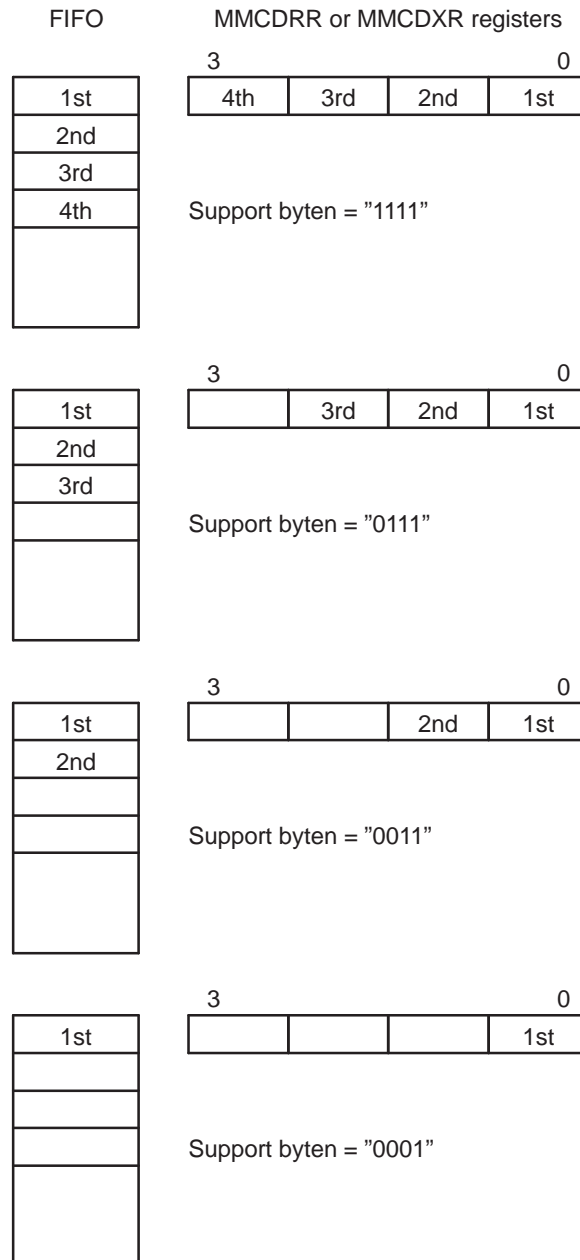 FIFO MMCDRR or MMCDXR registers
3 0
1st 4th 3rd 2nd 1st
2nd
3rd
4th Support byten = ”1111”
3 0
1st 3rd 2nd 1st
2nd
3rd
Support byten = ”0111”
3 0
1st 2nd 1st
2nd
Support byten = ”0011”
3 0
1st 1st
Support byten = ”0001”